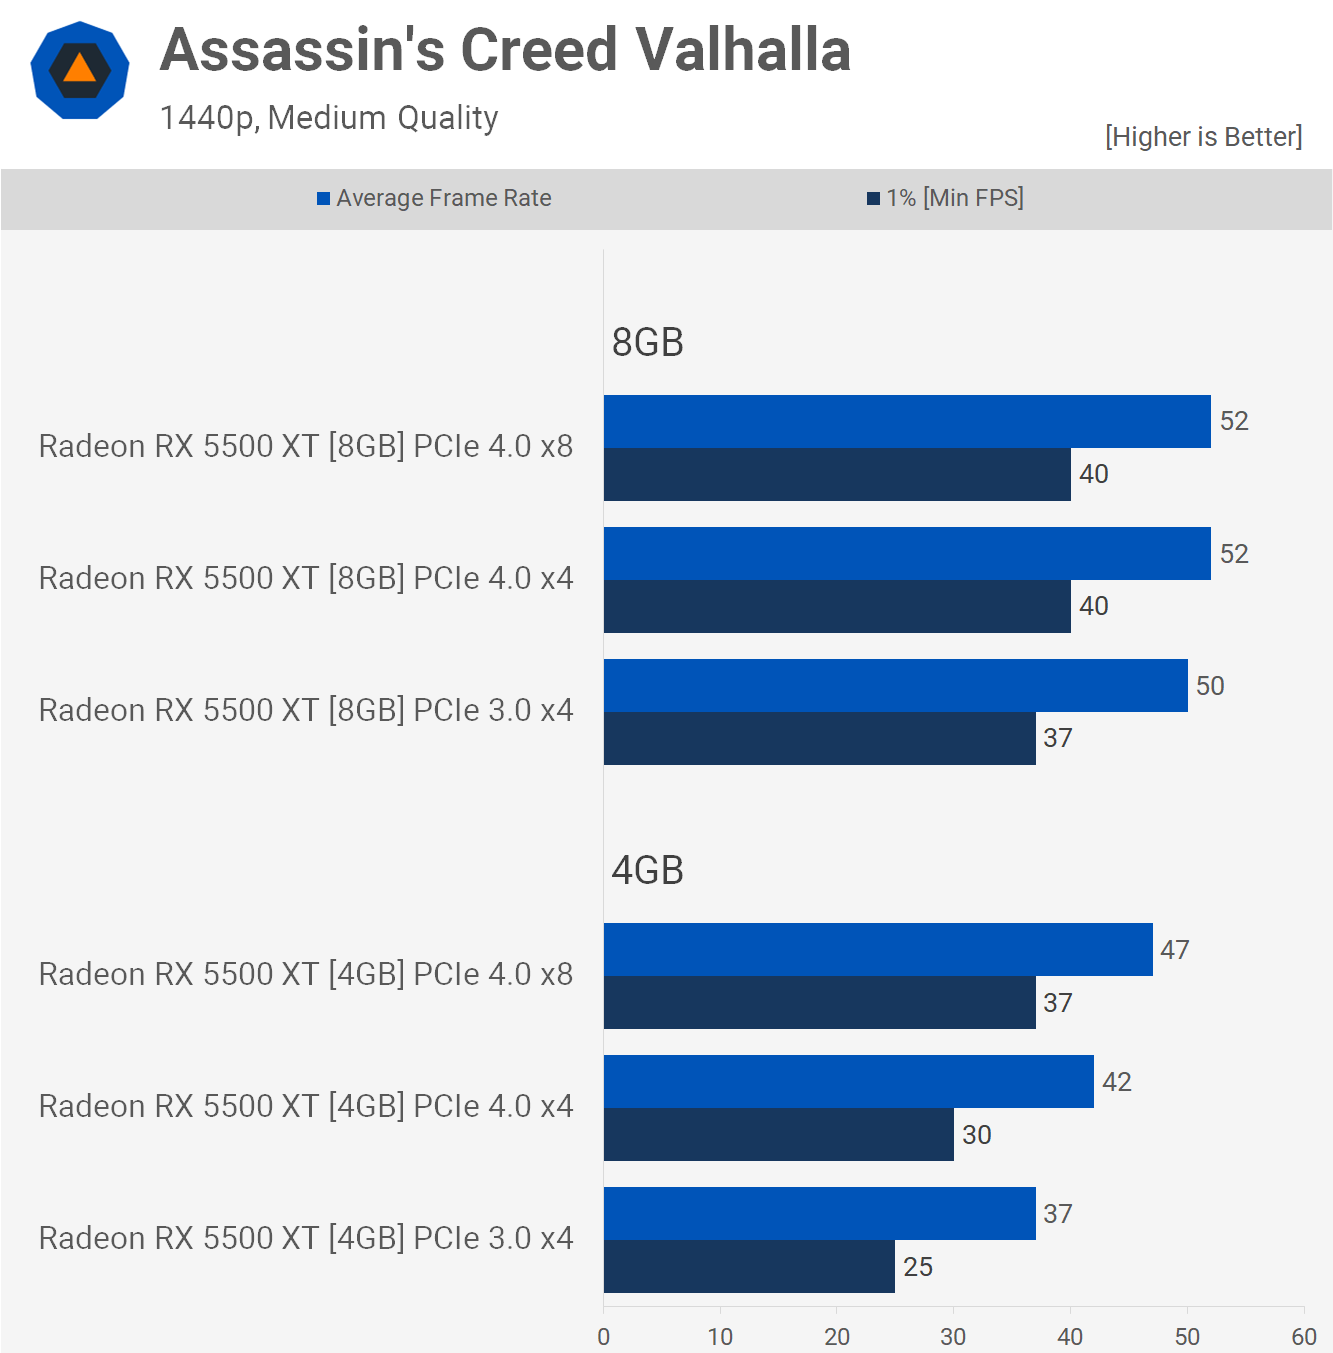 Assassin's Creed Valhalla
1440p, Medium Quality
[Higher is Better]
Average Frame Rate 1% [Min FPS]
8GB
Radeon RX 5500 XT [8GB] PCIe 4.0 x8
52
40
Radeon RX 5500 XT [8GB] PCIe 4.0 x4
52
40
Radeon RX 5500 XT [8GB] PCIe 3.0 x4
50
37
4GB
Radeon RX 5500 XT [4GB] PCIe 4.0 x8
47
37
Radeon RX 5500 XT [4GB] PCIe 4.0 x4
42
30
Radeon RX 5500 XT [4GB] PCIe 3.0 x4
37
25
0 10 20 30 40 50 60